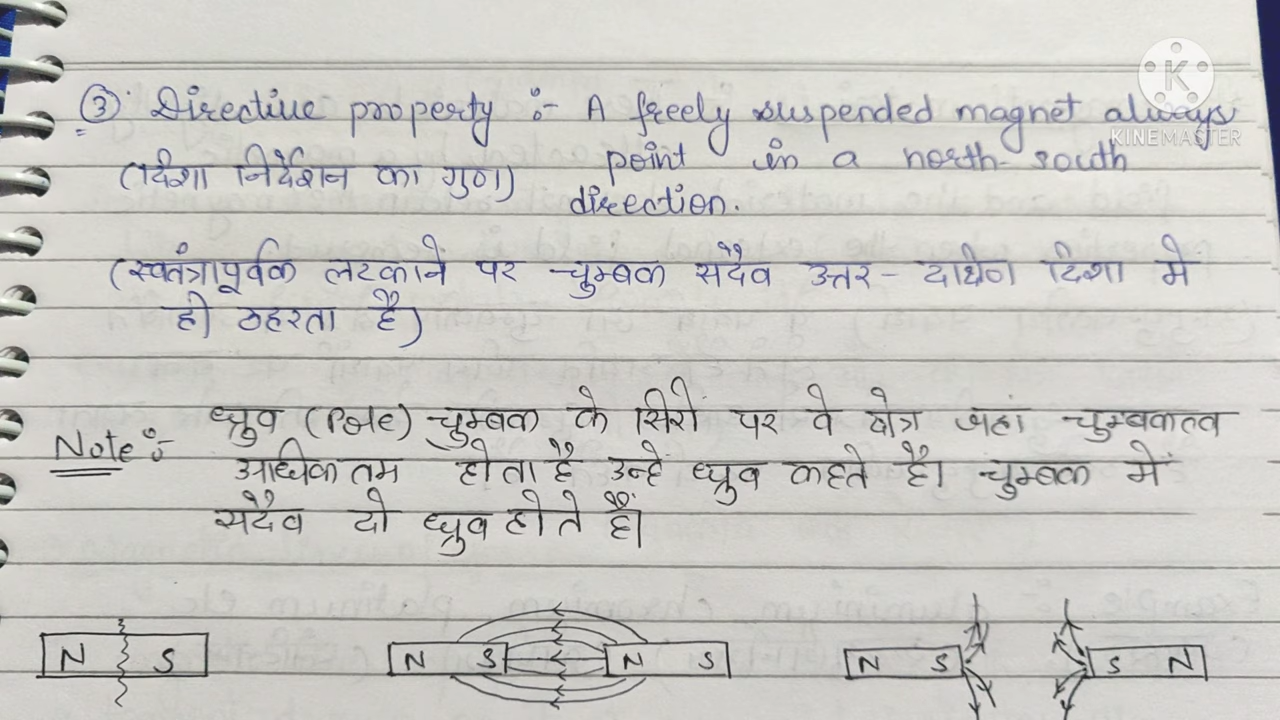 ③ Directive property :- A freely suspended magnet always
(दिशा निर्देशन का गुण) point in a north-south
direction.
(स्वतंत्रापूर्वक लटकाने पर चुम्बक सदैव उत्तर - दक्षिण दिशा में
ही ठहरता है)
Note :- ध्रुव (Pole) चुम्बक के सिरों पर वे क्षेत्र जहां चुम्बकत्व
अधिकतम होता है उन्हें ध्रुव कहते है। चुम्बक में
सदैव दो ध्रुव होते हैं।
N S N S N S N S N
K
KINEMASTER